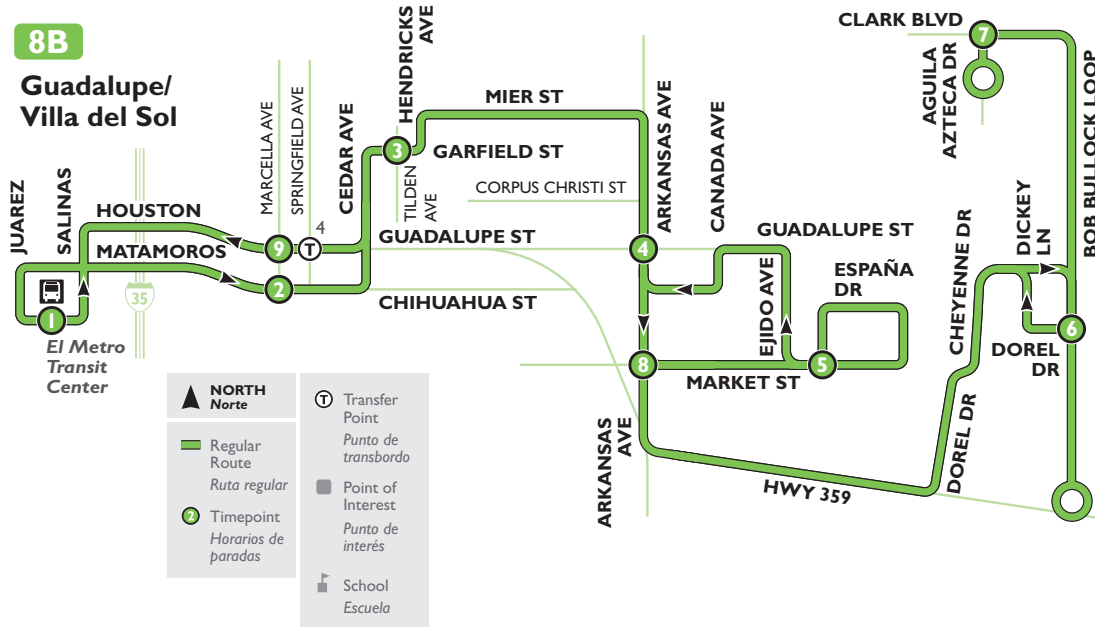 8B
Guadalupe/
Villa del Sol
JUAREZ
SALINAS
HOUSTON
MATAMOROS
35
1
El Metro
Transit
Center
MARCELLA AVE
SPRINGFIELD AVE
CEDAR AVE
9
T
4
2
HENDRICKS
AVE
3
TILDEN
AVE
MIER ST
GARFIELD ST
CORPUS CHRISTI ST
GUADALUPE ST
CHIHUAHUA ST
ARKANSAS AVE
4
CANADA AVE
GUADALUPE ST
EJIDO AVE
ESPAÑA
DR
8
MARKET ST
5
ARKANSAS
AVE
HWY 359
DOREL DR
CHEYENNE DR
DICKEY
LN
DOREL
DR
6
BOB BULLOCK LOOP
CLARK BLVD
7
AGUILA
AZTECA DR
NORTH
Norte
Regular
Route
Ruta regular
2
Timepoint
Horarios de
paradas
T
Transfer
Point
Punto de
transbordo
Point of
Interest
Punto de
interés
School
Escuela